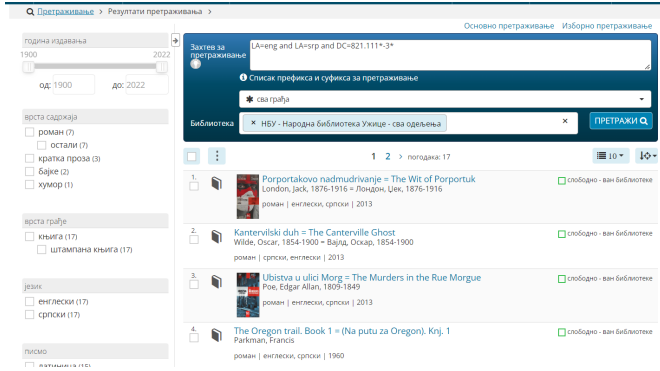 Претраживање > Резултати претраживања >
Основно претраживање Изборно претраживање
година издавања
1900 2022
од: 1900 до: 2022
врста садржаја
роман (7)
остали (7)
кратка проза (3)
бајке (2)
хумор (1)
врста грађе
књига (17)
штампана књига (17)
језик
енглески (17)
српски (17)
писмо
латиница (15)
Захтев за претраживање
LA=eng and LA=srp and DC=821.111*-3*
Списак префикса и суфикса за претраживање
сва грађа
Библиотека
× НБУ - Народна библиотека Ужице - сва одељења ×
ПРЕТРАЖИ
1 2 > погодака: 17
10
1.
Porportakovo nadmudrivanje = The Wit of Porportuk
London, Jack, 1876-1916 = Лондон, Џек, 1876-1916
роман | енглески, српски | 2013
слободно - ван библиотеке
2.
Kantervilski duh = The Canterville Ghost
Wilde, Oscar, 1854-1900 = Вајлд, Оскар, 1854-1900
роман | српски, енглески | 2013
слободно - ван библиотеке
3.
Ubistva u ulici Morg = The Murders in the Rue Morgue
Poe, Edgar Allan, 1809-1849
роман | енглески, српски | 2013
слободно - ван библиотеке
4.
The Oregon trail. Book 1 = (Na putu za Oregon). Knj. 1
Parkman, Francis
роман | енглески, српски | 1960
слободно - ван библиотеке